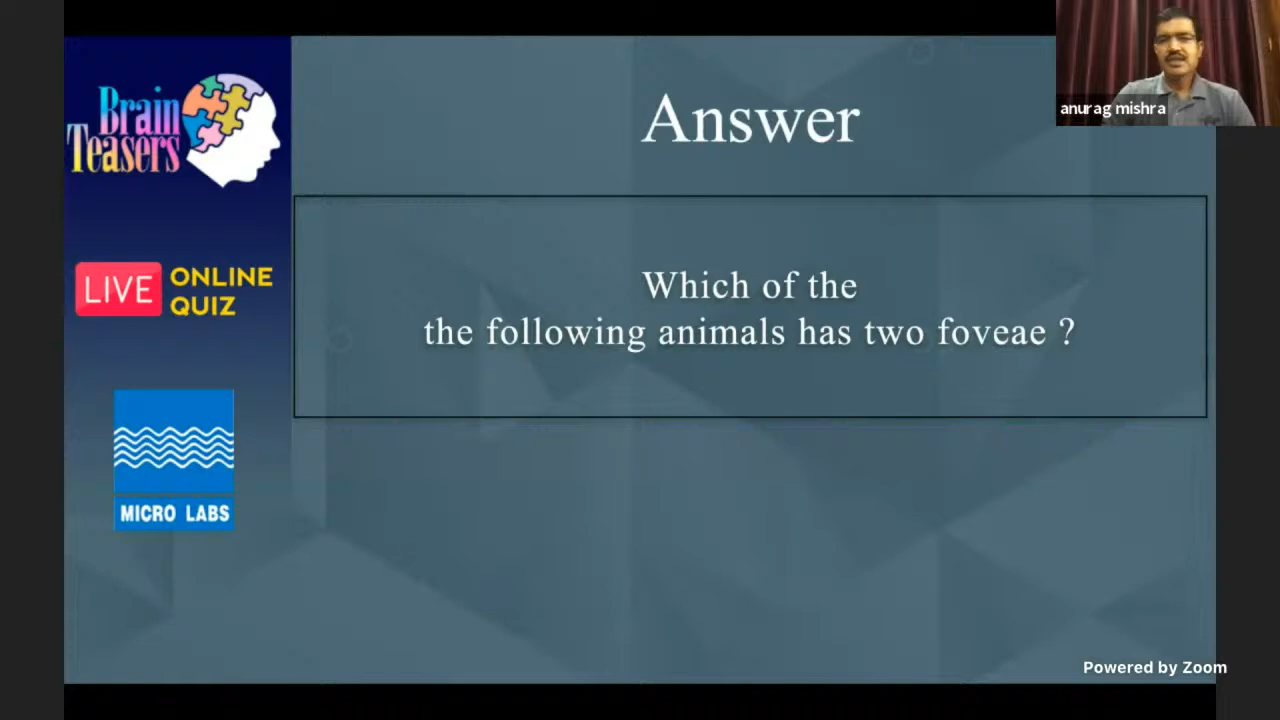 Brain
Teasers
LIVE ONLINE
QUIZ
MICRO LABS
Answer
Which of the
the following animals has two foveae ?
anurag mishra
Powered by Zoom